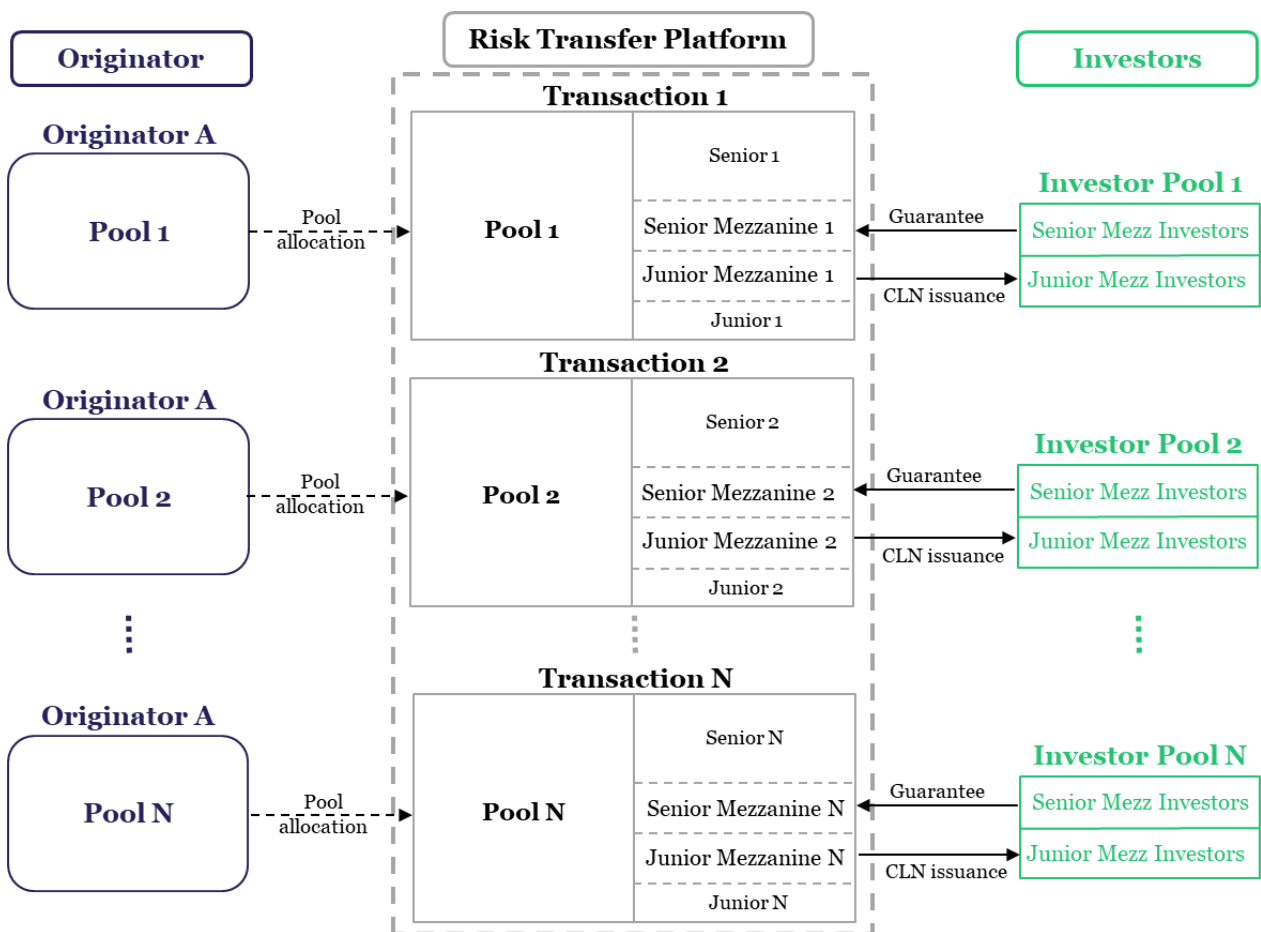 Originator
Risk Transfer Platform
Investors
Transaction 1
Originator A
Pool 1
Pool
allocation
Pool 1
Senior 1
Senior Mezzanine 1
Junior Mezzanine 1
Junior 1
Guarantee
CLN issuance
Investor Pool 1
Senior Mezz Investors
Junior Mezz Investors
Transaction 2
Originator A
Pool 2
Pool
allocation
Pool 2
Senior 2
Senior Mezzanine 2
Junior Mezzanine 2
Junior 2
Guarantee
CLN issuance
Investor Pool 2
Senior Mezz Investors
Junior Mezz Investors
Transaction N
Originator A
Pool N
Pool
allocation
Pool N
Senior N
Senior Mezzanine N
Junior Mezzanine N
Junior N
Guarantee
CLN issuance
Investor Pool N
Senior Mezz Investors
Junior Mezz Investors